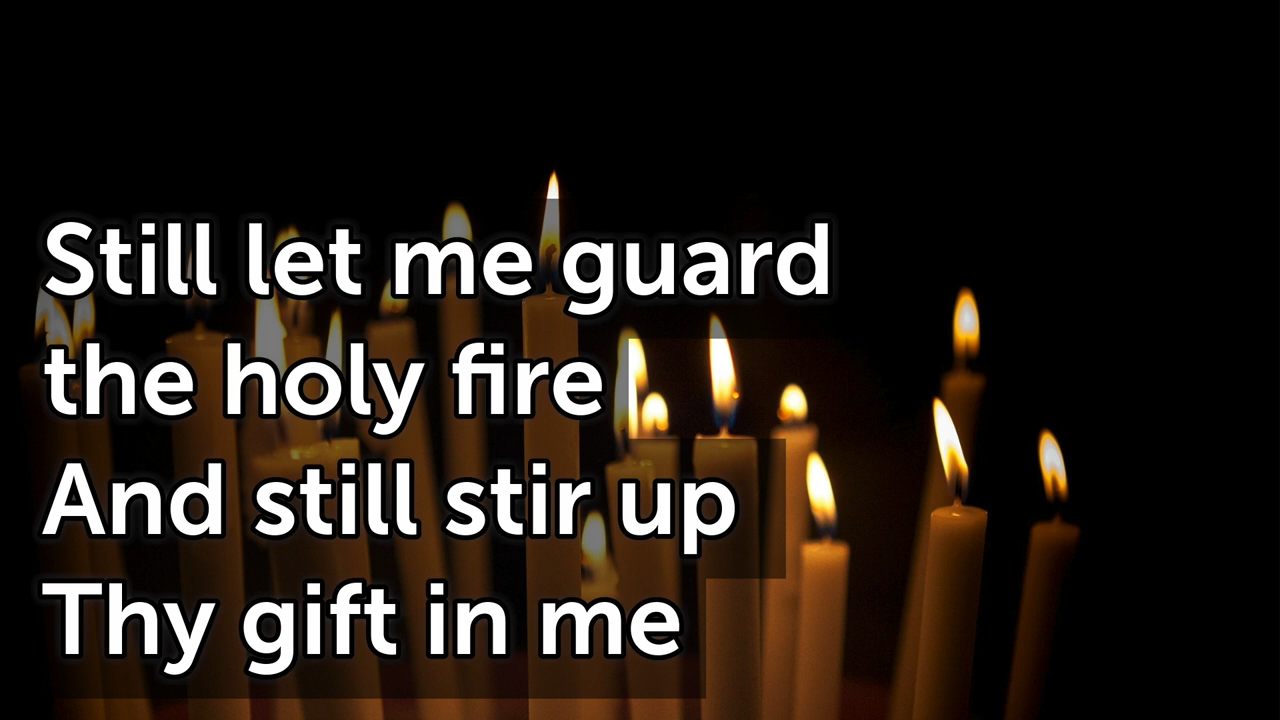 Still let me guard
the holy fire
And still stir up
Thy gift in me